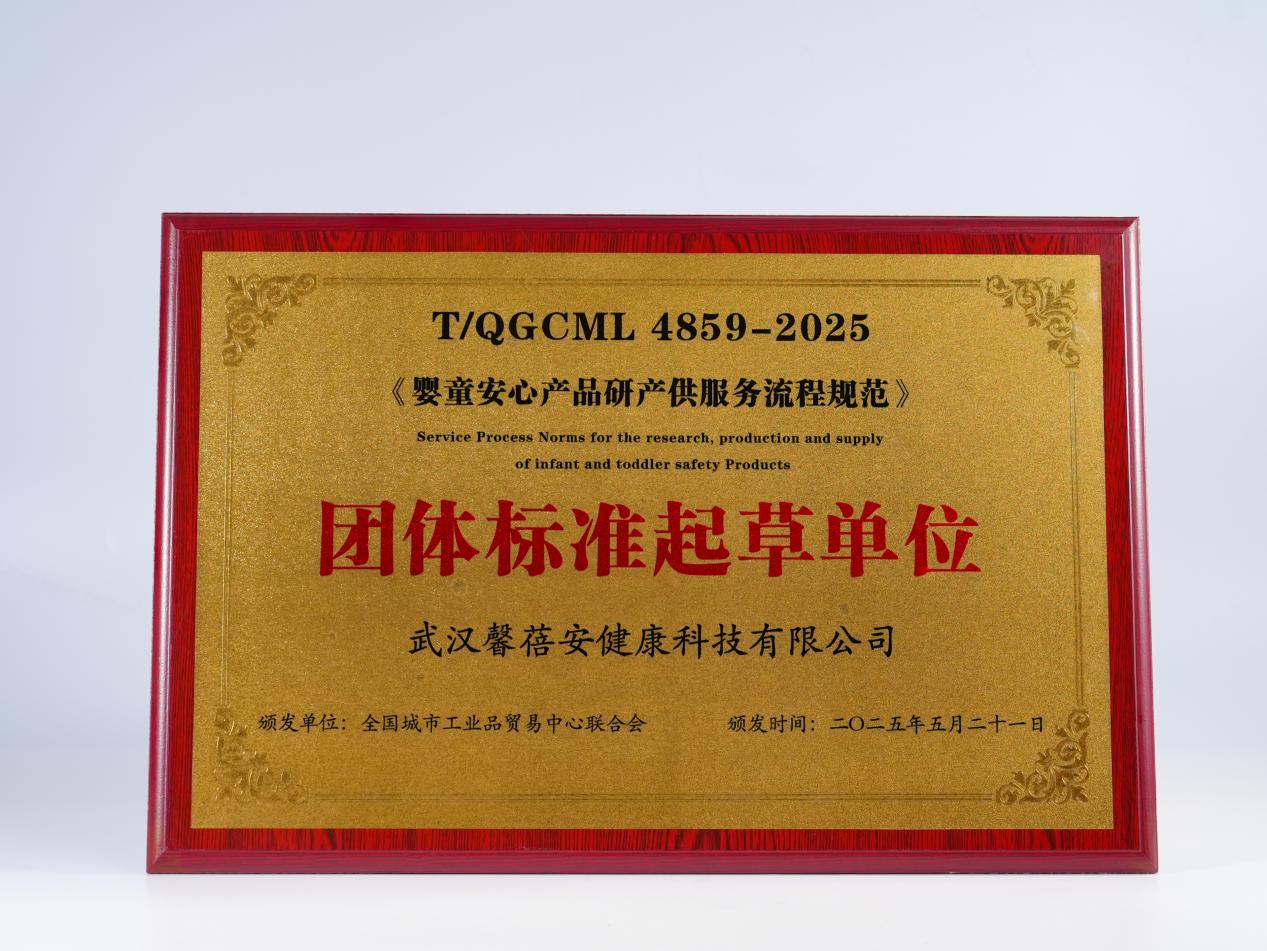 T/QGCML 4859-2025
《婴童安心产品研产供服务流程规范》
Service Process Norms for the research, production and supply
of infant and toddler safety Products
团体标准起草单位
武汉馨蓓安健康科技有限公司
颁发单位：全国城市工业品贸易中心联合会 颁发时间：二〇二五年五月二十一日